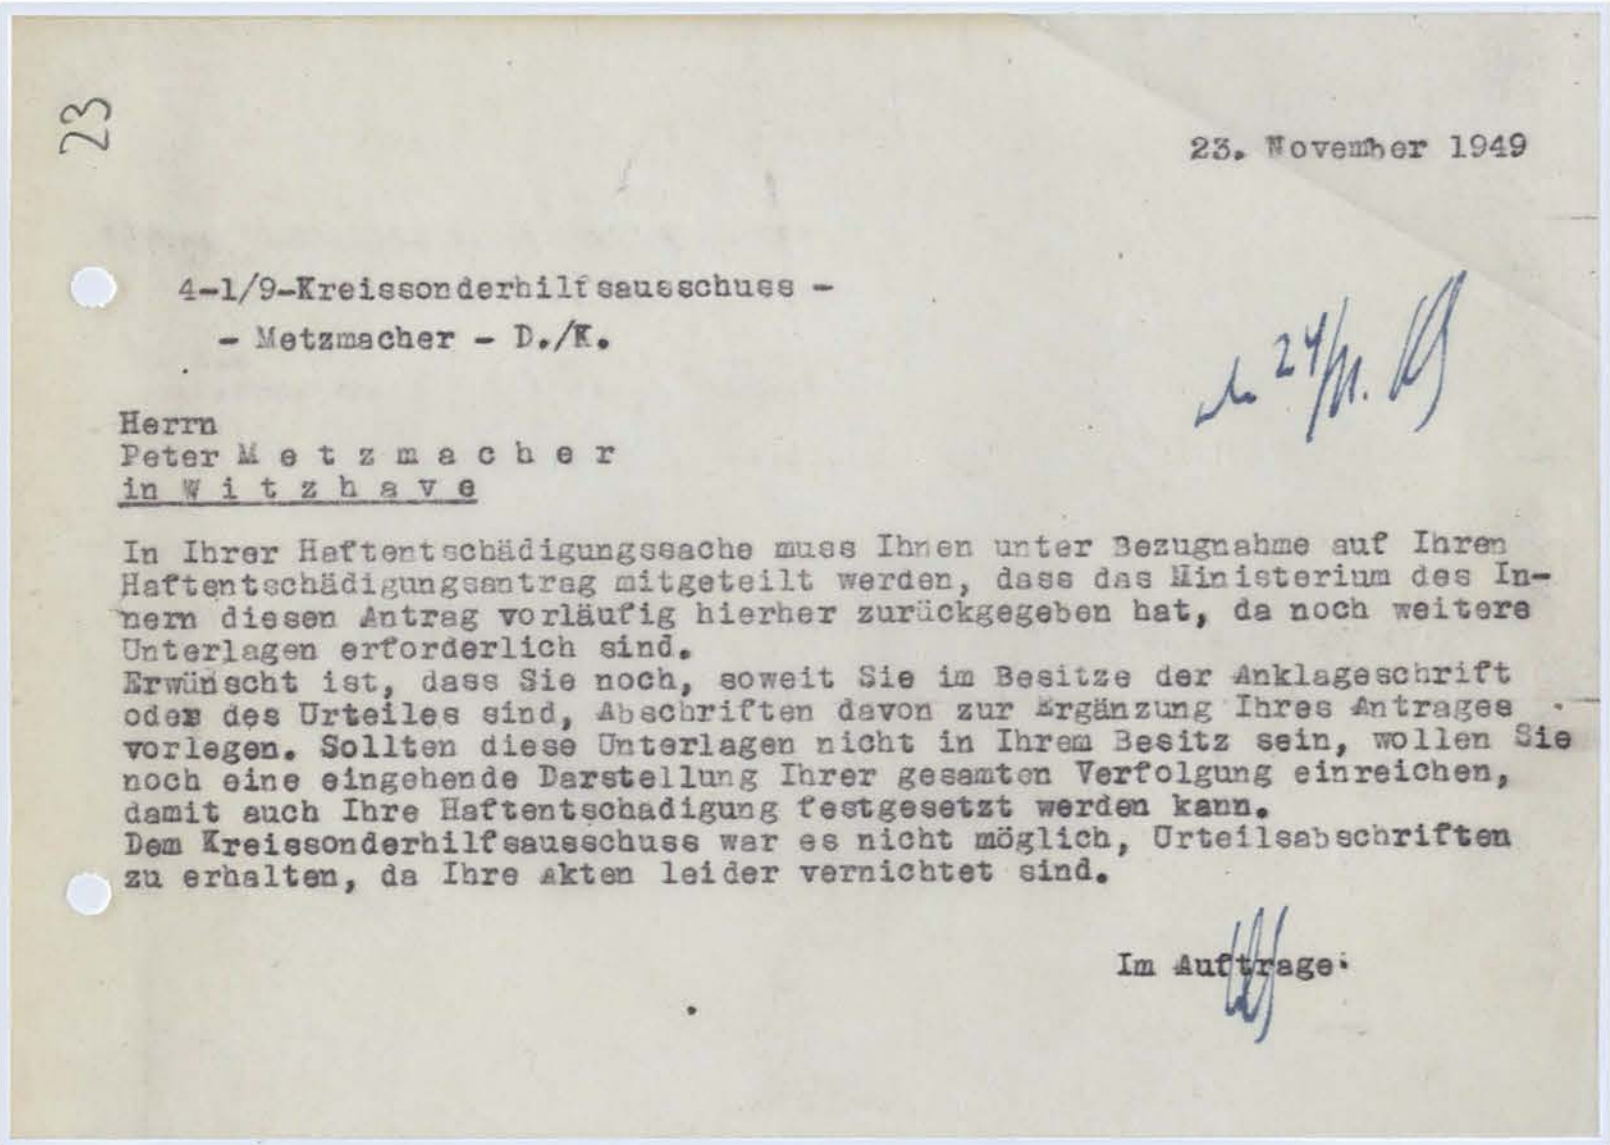 23
23. November 1949
4-1/9-Kreissonderhilfsausschuss -
- Metzmacher - D./K.
24/11.
Herrn
Peter M e t z m a c h e r
in W i t z h a v e
In Ihrer Haftentschädigungssache muss Ihnen unter Bezugnahme auf Ihren
Haftentschädigungsantrag mitgeteilt werden, dass das Ministerium des In-
nern diesen Antrag vorläufig hierher zurückgegeben hat, da noch weitere
Unterlagen erforderlich sind.
Erwünscht ist, dass Sie noch, soweit Sie im Besitze der Anklageschrift
oder des Urteiles sind, Abschriften davon zur Ergänzung Ihres Antrages
vorlegen. Sollten diese Unterlagen nicht in Ihrem Besitz sein, wollen Sie
noch eine eingehende Darstellung Ihrer gesamten Verfolgung einreichen,
damit auch Ihre Haftentschadigung festgesetzt werden kann.
Dem Kreissonderhilfsausschuss war es nicht möglich, Urteilsabschriften
zu erhalten, da Ihre Akten leider vernichtet sind.
Im Auftrage: